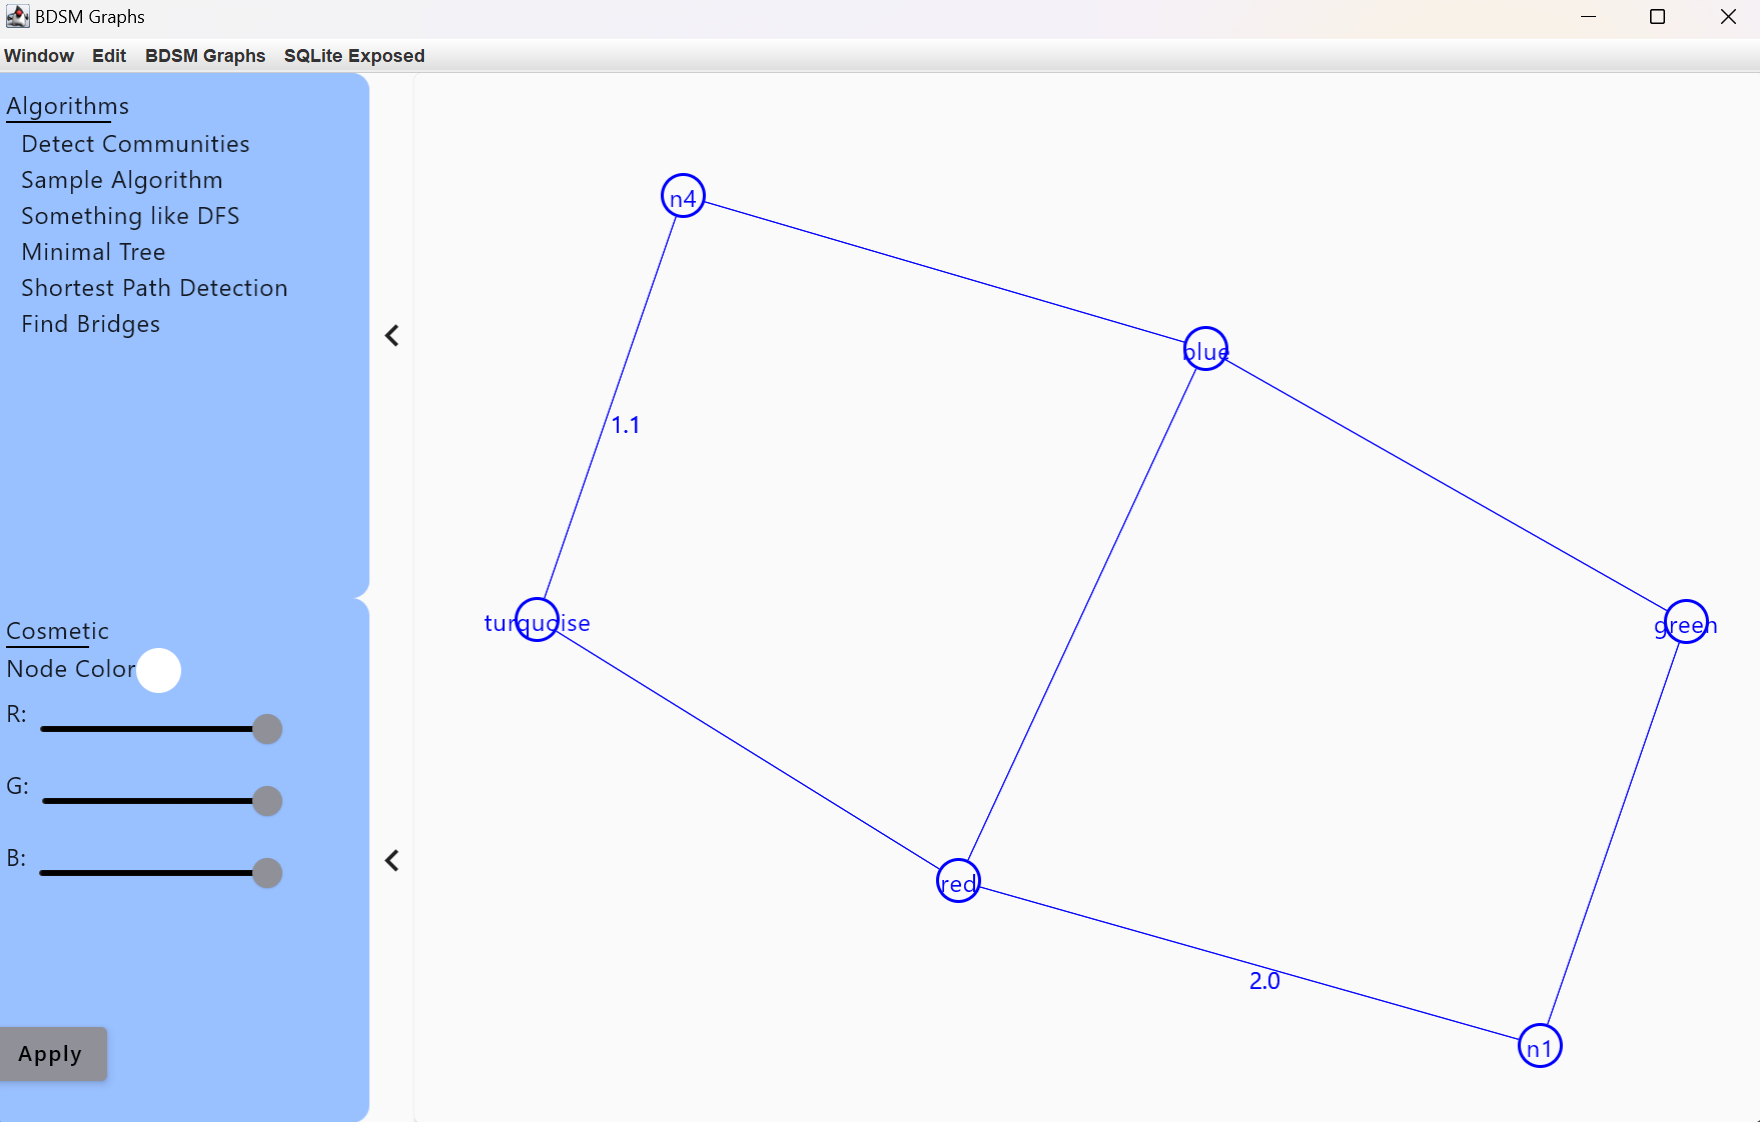 BDSM Graphs
Window Edit BDSM Graphs SQLite Exposed
Algorithms
Detect Communities
Sample Algorithm
Something like DFS
Minimal Tree
Shortest Path Detection
Find Bridges
Cosmetic
Node Color
R:
G:
B:
Apply
n4
blue
1.1
turquoise
green
red
2.0
n1